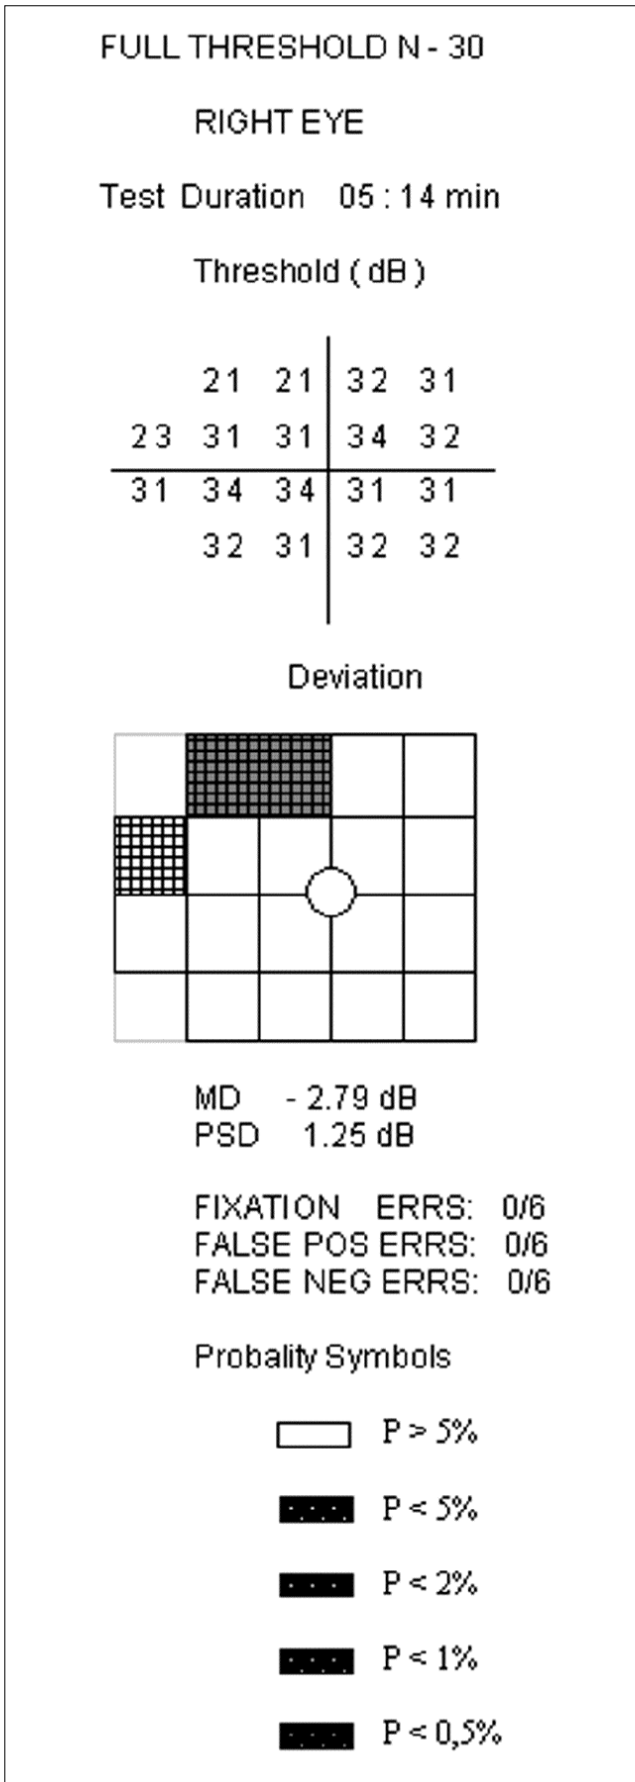 FULL THRESHOLD N - 30
RIGHT EYE
Test Duration 05 : 14 min
Threshold ( dB )
21 21 32 31
23 31 31 34 32
31 34 34 31 31
32 31 32 32
Deviation
MD - 2.79 dB
PSD 1.25 dB
FIXATION ERRS: 0/6
FALSE POS ERRS: 0/6
FALSE NEG ERRS: 0/6
Probality Symbols
P > 5%
P < 5%
P < 2%
P < 1%
P < 0,5%